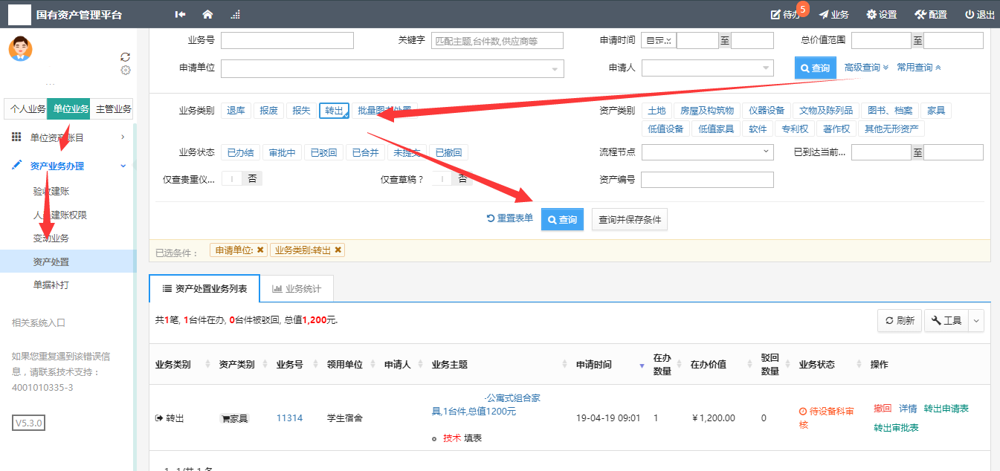 国有资产管理平台
待办 5 业务 设置 配置 退出
...
个人业务 单位业务 主管业务
单位资产账目
资产业务办理
验收建账
人员建账权限
变动业务
资产处置
单据补打
相关系统入口
如果您重复遇到该错误信
息，请联系技术支持：
4001010335-3
V5.3.0
业务号 关键字 匹配主题,台件数,供应商等 申请时间 至 总价值范围 至
申请单位 申请人 查询 高级查询 常用查询
业务类别 退库 报废 报失 转出 批量图书处置 资产类别 土地 房屋及构筑物 仪器设备 文物及陈列品 图书、档案 家具
低值设备 低值家具 软件 专利权 著作权 其他无形资产
业务状态 已办结 审批中 已驳回 已合并 未提交 已撤回 流程节点 已到达当前... 至
仅查贵重仪... 否 仅查草稿？ 否 资产编号
重置表单 查询 查询并保存条件
已选条件： 申请单位: 业务类别:转出
资产处置业务列表 业务统计
共1笔, 1台件在办, 0台件被驳回, 总值1,200元.
刷新 工具
业务类别 资产类别 业务号 领用单位 申请人 业务主题 申请时间 在办数量 在办价值 驳回数量 业务状态 操作
转出 家具 11314 学生宿舍 -公寓式组合家具,1台件,总值1200元 19-04-19 09:01 1 ¥1,200.00 0 待设备科审核 撤回 详情 转出申请表
技术 填表 转出审批表